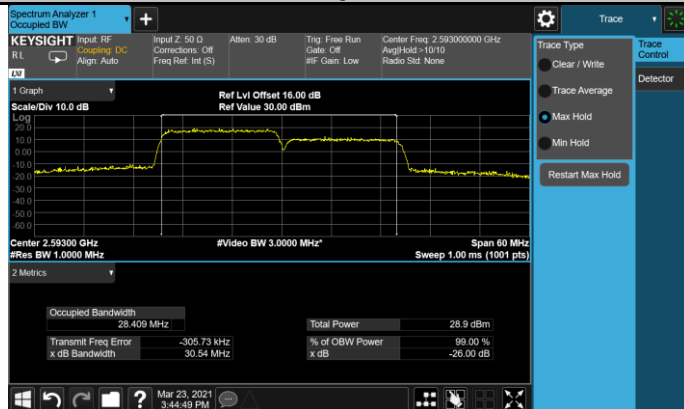 Spectrum Analyzer 1
Occupied BW
+
Trace
KEYSIGHT
R L
LXI
Input: RF
Coupling: DC
Align: Auto
Input Z: 50 Ω
Corrections: Off
Freq Ref: Int (S)
Atten: 30 dB
Trig: Free Run
Gate: Off
#IF Gain: Low
Center Freq: 2.593000000 GHz
Avg|Hold:>10/10
Radio Std: None
Trace Type
Clear / Write
Trace Average
Max Hold
Min Hold
Restart Max Hold
Trace
Control
Detector
1 Graph
Scale/Div 10.0 dB
Ref Lvl Offset 16.00 dB
Ref Value 30.00 dBm
Log
20.0
10.0
0.00
-10.0
-20.0
-30.0
-40.0
-50.0
-60.0
Center 2.59300 GHz
#Res BW 1.0000 MHz
#Video BW 3.0000 MHz*
Span 60 MHz
Sweep 1.00 ms (1001 pts)
2 Metrics
Occupied Bandwidth
28.409 MHz
Total Power 28.9 dBm
Transmit Freq Error -305.73 kHz
% of OBW Power 99.00 %
x dB Bandwidth 30.54 MHz
x dB -26.00 dB
?
Mar 23, 2021
3:44:49 PM